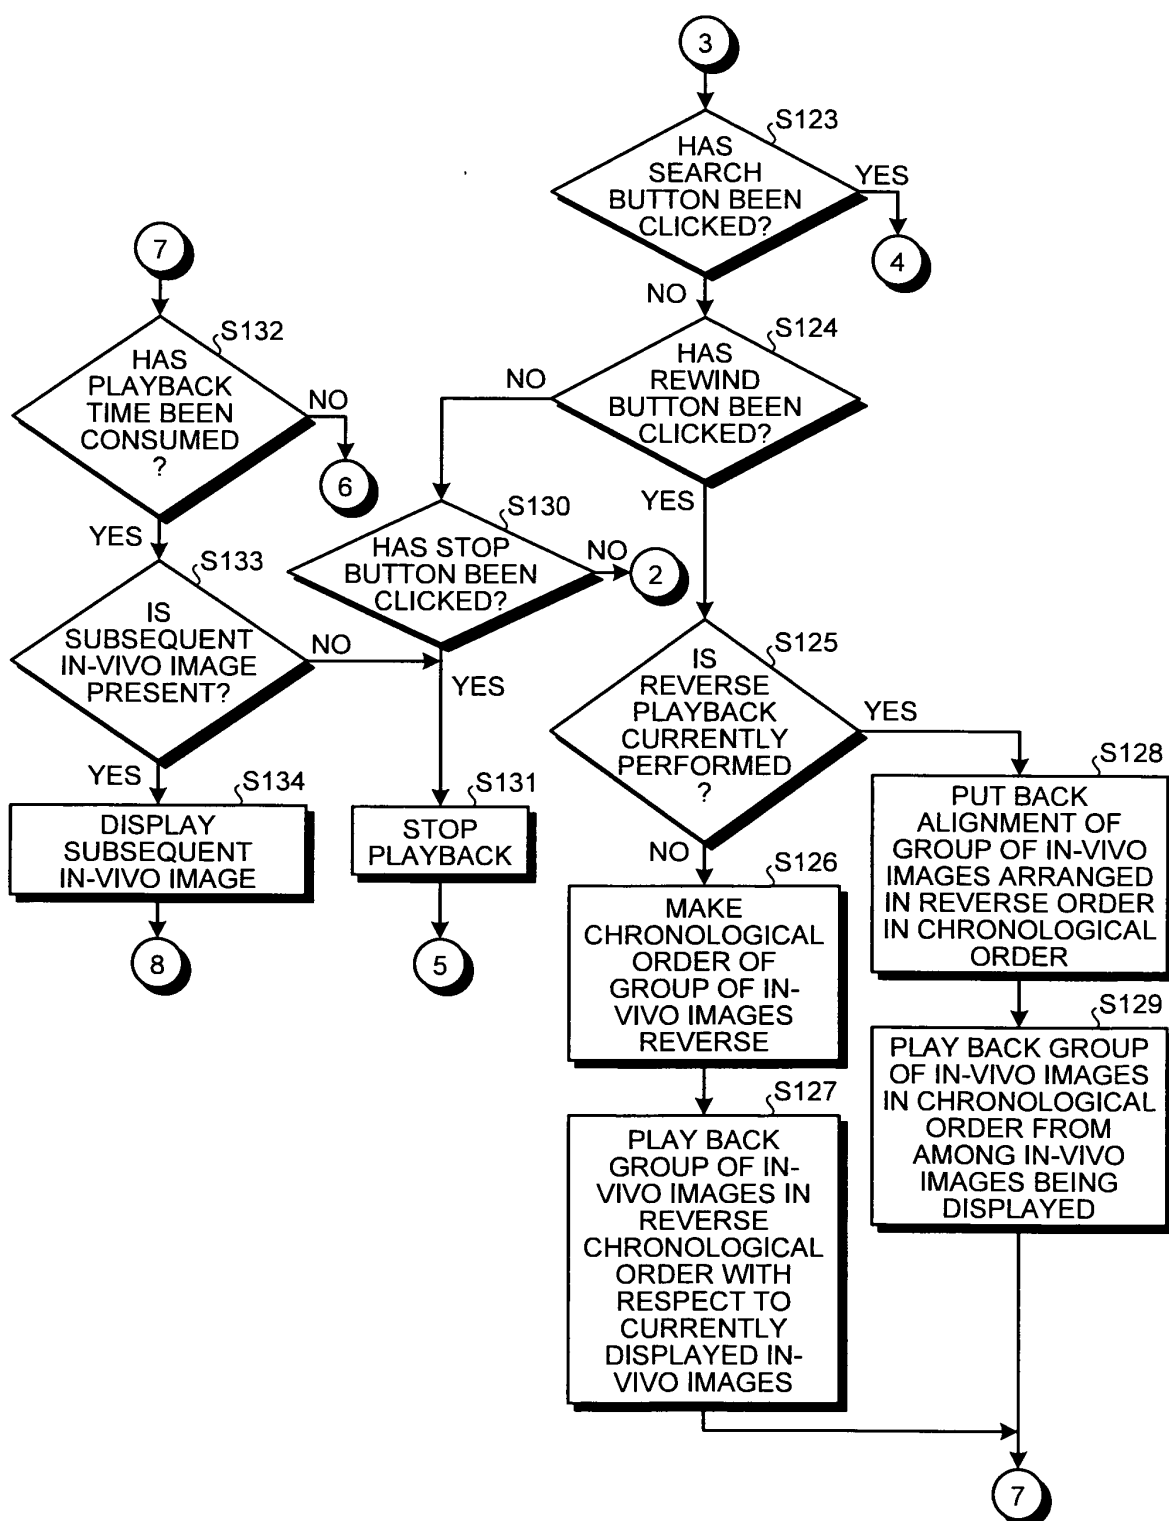 3
S123
HAS
SEARCH
BUTTON BEEN
CLICKED?
YES
4
NO
S124
HAS
REWIND
BUTTON BEEN
CLICKED?
NO
YES
7
S132
HAS
PLAYBACK
TIME BEEN
CONSUMED
?
NO
6
YES
S133
IS
SUBSEQUENT
IN-VIVO IMAGE
PRESENT?
NO
YES
S134
DISPLAY
SUBSEQUENT
IN-VIVO IMAGE
8
S130
HAS STOP
BUTTON BEEN
CLICKED?
NO
2
YES
S131
STOP
PLAYBACK
5
S125
IS
REVERSE
PLAYBACK
CURRENTLY
PERFORMED
?
YES
NO
S126
MAKE
CHRONOLOGICAL
ORDER OF
GROUP OF IN-
VIVO IMAGES
REVERSE
S127
PLAY BACK
GROUP OF IN-
VIVO IMAGES IN
REVERSE
CHRONOLOGICAL
ORDER WITH
RESPECT TO
CURRENTLY
DISPLAYED IN-
VIVO IMAGES
S128
PUT BACK
ALIGNMENT OF
GROUP OF IN-VIVO
IMAGES ARRANGED
IN REVERSE ORDER
IN CHRONOLOGICAL
ORDER
S129
PLAY BACK GROUP
OF IN-VIVO IMAGES
IN CHRONOLOGICAL
ORDER FROM
AMONG IN-VIVO
IMAGES BEING
DISPLAYED
7